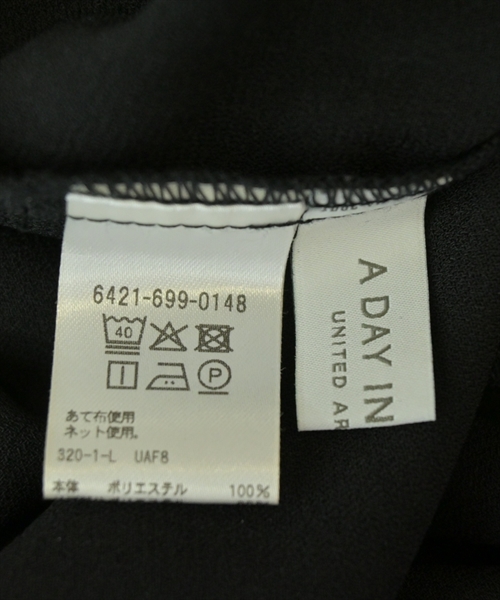 6421-699-0148
40
P
あて布使用
ネット使用。
320-1-L UAF8
本体 ポリエステル 100%
A DAY IN
UNITED AR